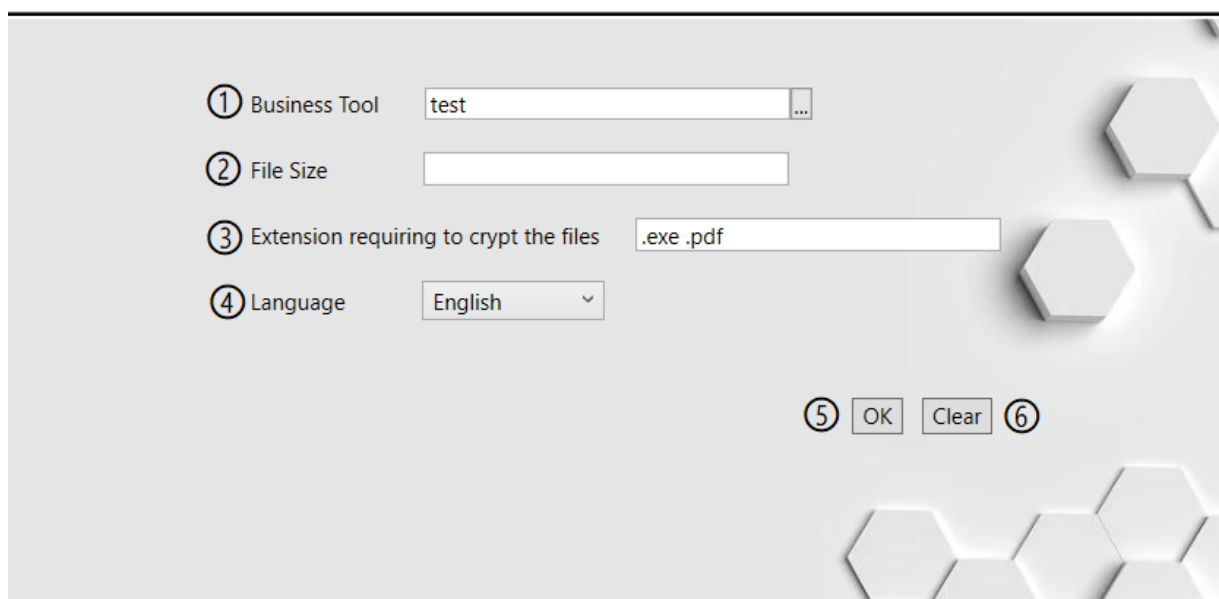 ① Business Tool test ...
② File Size
③ Extension requiring to crypt the files .exe .pdf
④ Language English
⑤ OK Clear ⑥